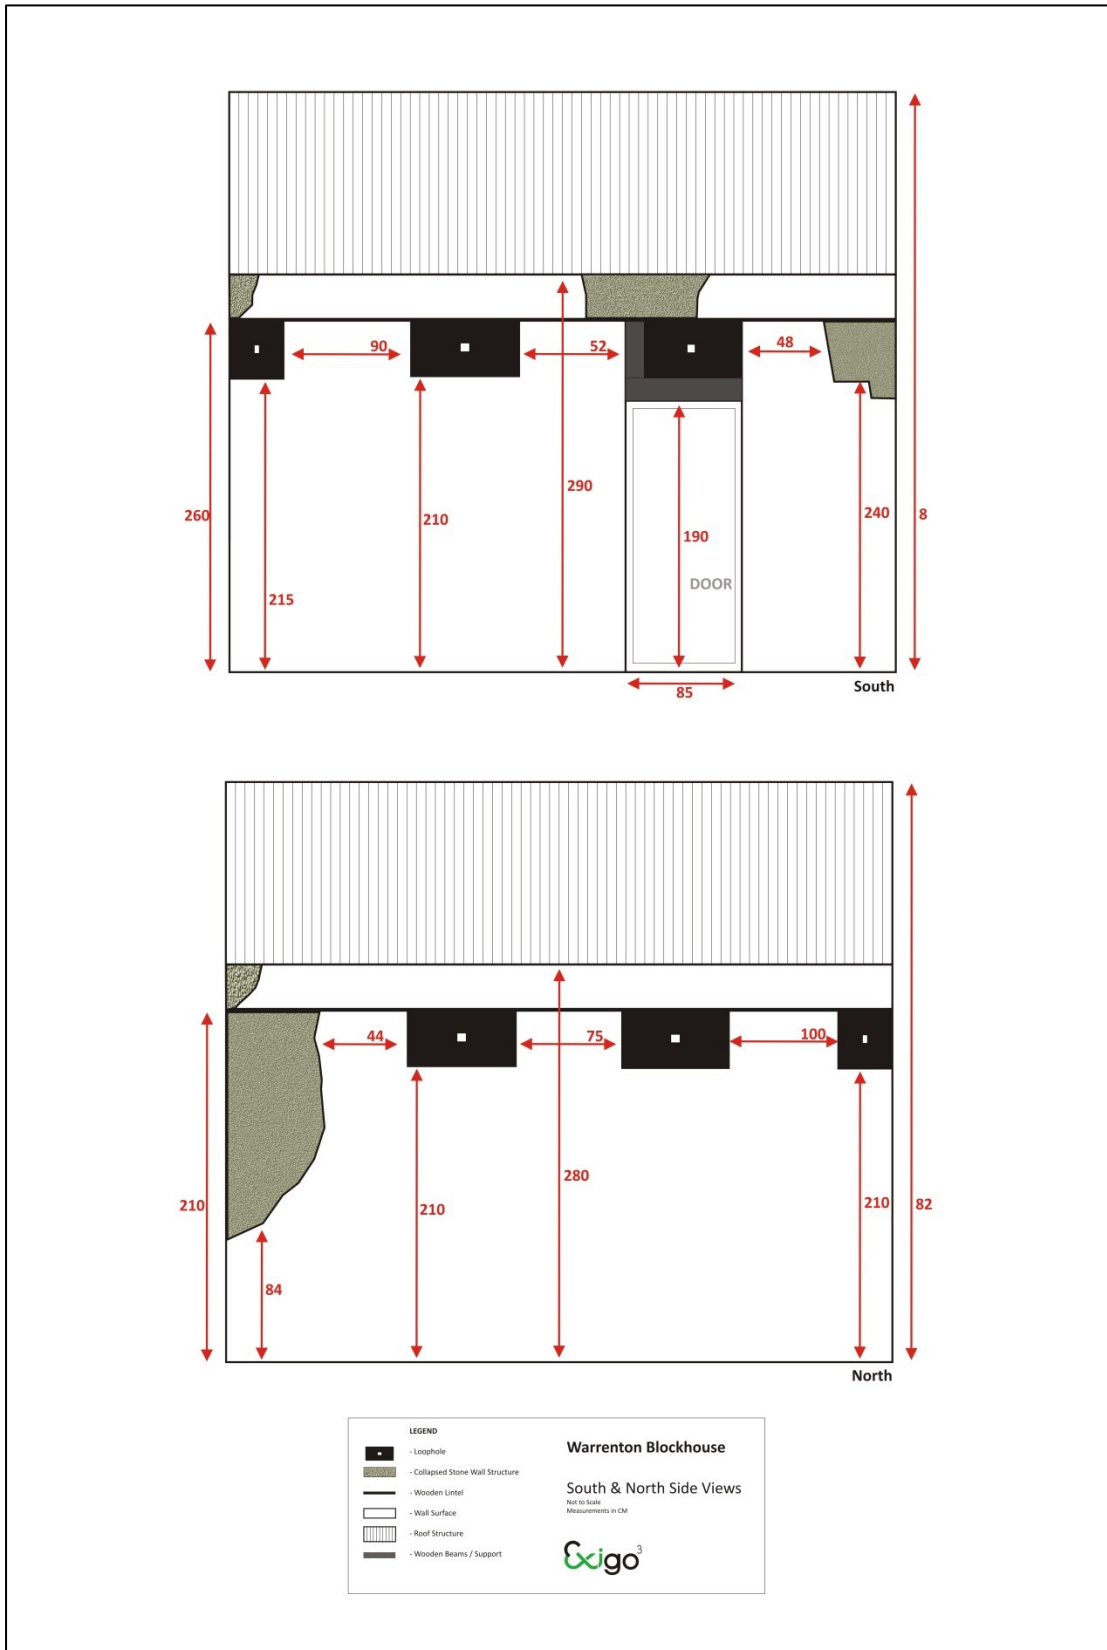 90
52
48
290
260
210
240
8
190
DOOR
215
South
85
44
75
100
280
210
210
210
82
84
North
LEGEND
- Loophole
- Collapsed Stone Wall Structure
- Wooden Lintel
- Wall Surface
- Roof Structure
- Wooden Beams / Support
Warrenton Blockhouse
South & North Side Views
Not to Scale
Measurements in CM
Exigo3